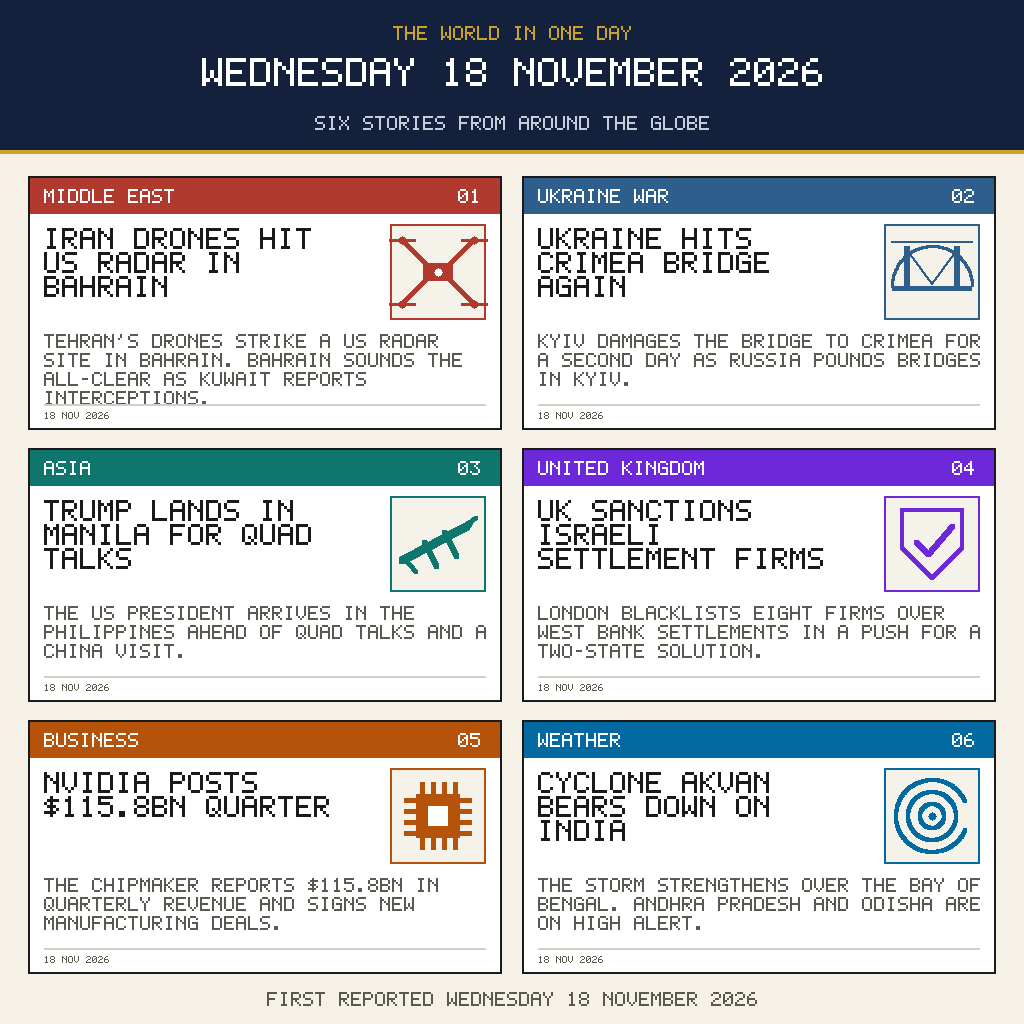 THE WORLD IN ONE DAY
WEDNESDAY 18 NOVEMBER 2026
SIX STORIES FROM AROUND THE GLOBE
MIDDLE EAST 01
IRAN DRONES HIT
US RADAR IN
BAHRAIN
TEHRAN'S DRONES STRIKE A US RADAR
SITE IN BAHRAIN. BAHRAIN SOUNDS THE
ALL-CLEAR AS KUWAIT REPORTS
INTERCEPTIONS.
18 NOV 2026
UKRAINE WAR 02
UKRAINE HITS
CRIMEA BRIDGE
AGAIN
KYIV DAMAGES THE BRIDGE TO CRIMEA FOR
A SECOND DAY AS RUSSIA POUNDS BRIDGES
IN KYIV.
18 NOV 2026
ASIA 03
TRUMP LANDS IN
MANILA FOR QUAD
TALKS
THE US PRESIDENT ARRIVES IN THE
PHILIPPINES AHEAD OF QUAD TALKS AND A
CHINA VISIT.
18 NOV 2026
UNITED KINGDOM 04
UK SANCTIONS
ISRAELI
SETTLEMENT FIRMS
LONDON BLACKLISTS EIGHT FIRMS OVER
WEST BANK SETTLEMENTS IN A PUSH FOR A
TWO-STATE SOLUTION.
18 NOV 2026
BUSINESS 05
NVIDIA POSTS
$115.8BN QUARTER
THE CHIPMAKER REPORTS $115.8BN IN
QUARTERLY REVENUE AND SIGNS NEW
MANUFACTURING DEALS.
18 NOV 2026
WEATHER 06
CYCLONE AKVAN
BEARS DOWN ON
INDIA
THE STORM STRENGTHENS OVER THE BAY OF
BENGAL. ANDHRA PRADESH AND ODISHA ARE
ON HIGH ALERT.
18 NOV 2026
FIRST REPORTED WEDNESDAY 18 NOVEMBER 2026